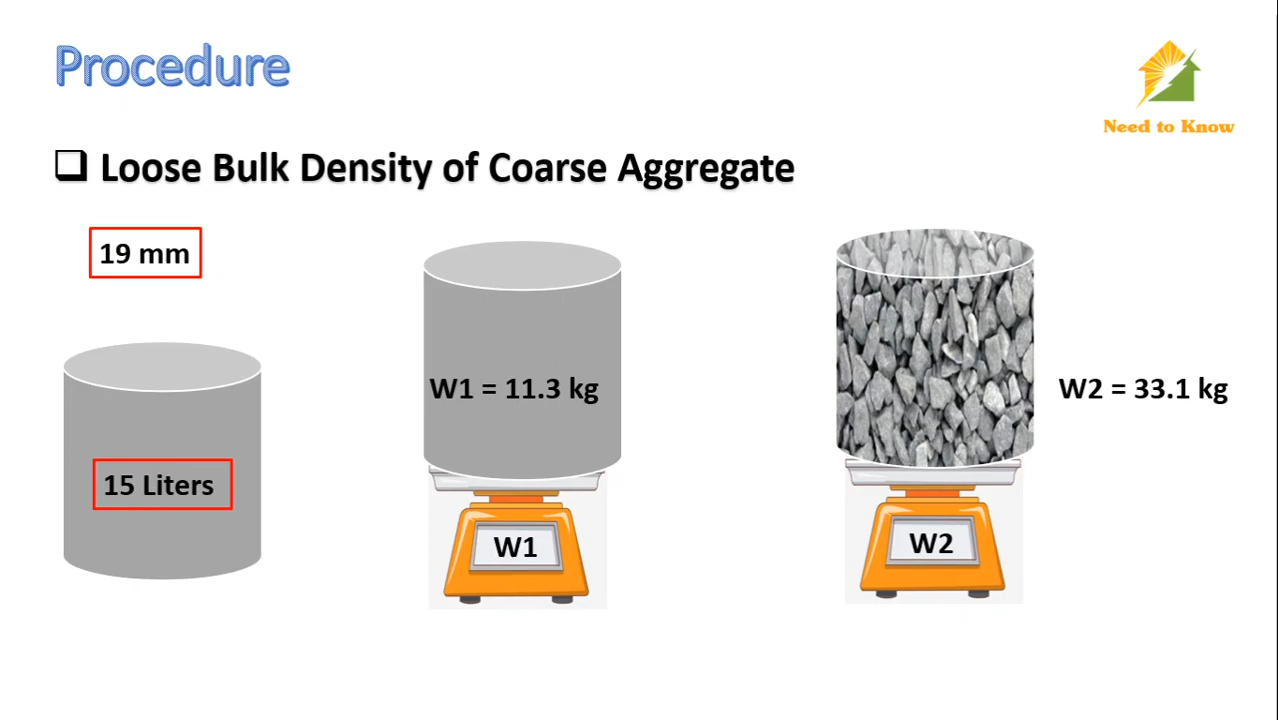 Procedure
Need to Know
❑ Loose Bulk Density of Coarse Aggregate
19 mm
15 Liters
W1 = 11.3 kg
W1
W2 = 33.1 kg
W2